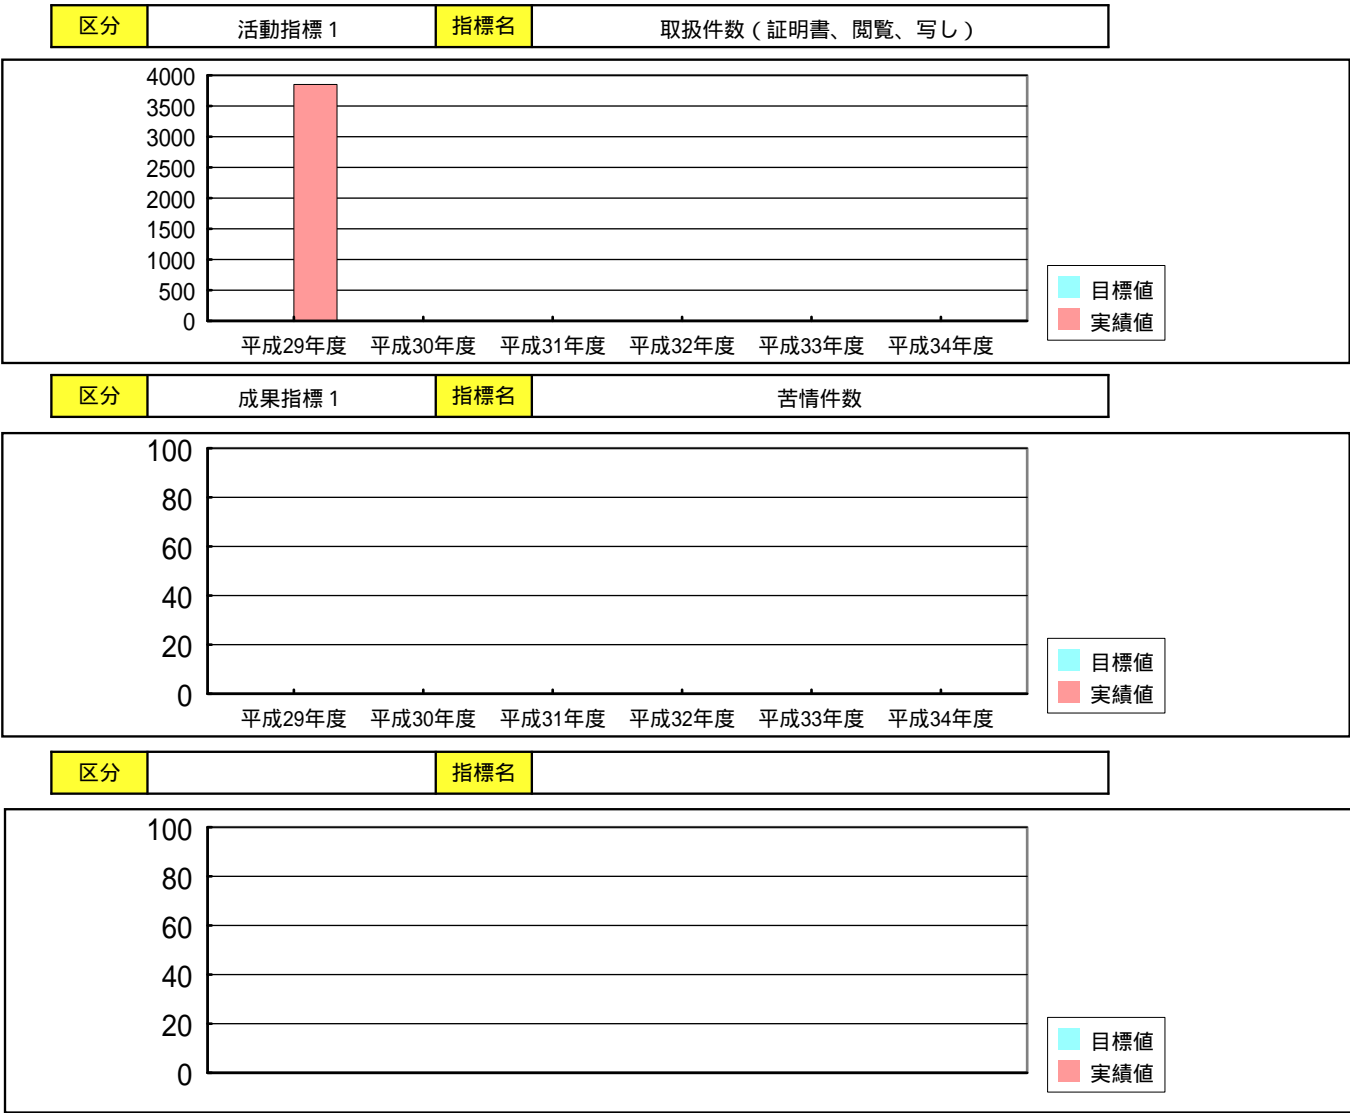 区分 活動指標1 指標名 取扱件数(証明書、閲覧、写し)
4000
3500
3000
2500
2000
1500
1000
500
0
平成29年度 平成30年度 平成31年度 平成32年度 平成33年度 平成34年度
目標値
実績値
区分 成果指標1 指標名 苦情件数
100
80
60
40
20
0
平成29年度 平成30年度 平成31年度 平成32年度 平成33年度 平成34年度
目標値
実績値
区分 指標名
100
80
60
40
20
0
目標値
実績値